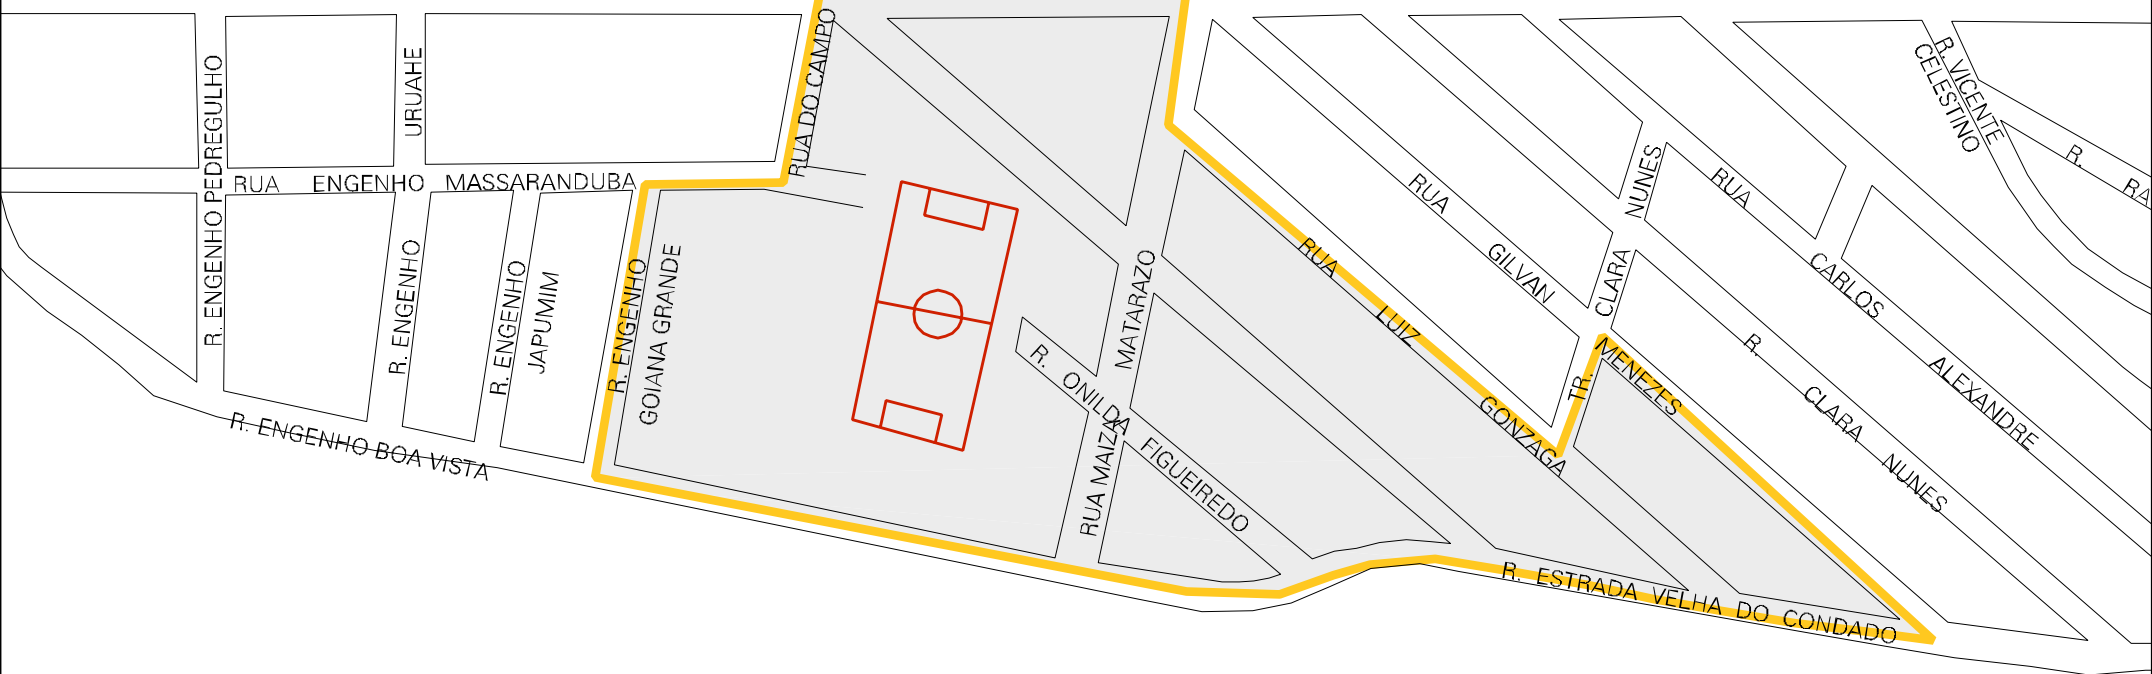 R. ENGENHO PEDREGULHO
URUAHE
RUA ENGENHO MASSARANDUBA
R. ENGENHO
R. ENGENHO
JAPUMIM
R. ENGENHO
GOIANA GRANDE
R. ENGENHO BOA VISTA
RUA DO CAMPO
RUA MAIZA MATARAZO
R. ONILDA FIGUEIREDO
RUA LUIZ GONZAGA
RUA GILVAN
MENEZES
TR. CLARA NUNES
RUA CARLOS ALEXANDRE
R. CLARA NUNES
R. VICENTE
CELESTINO
R. BA
R. ESTRADA VELHA DO CONDADO